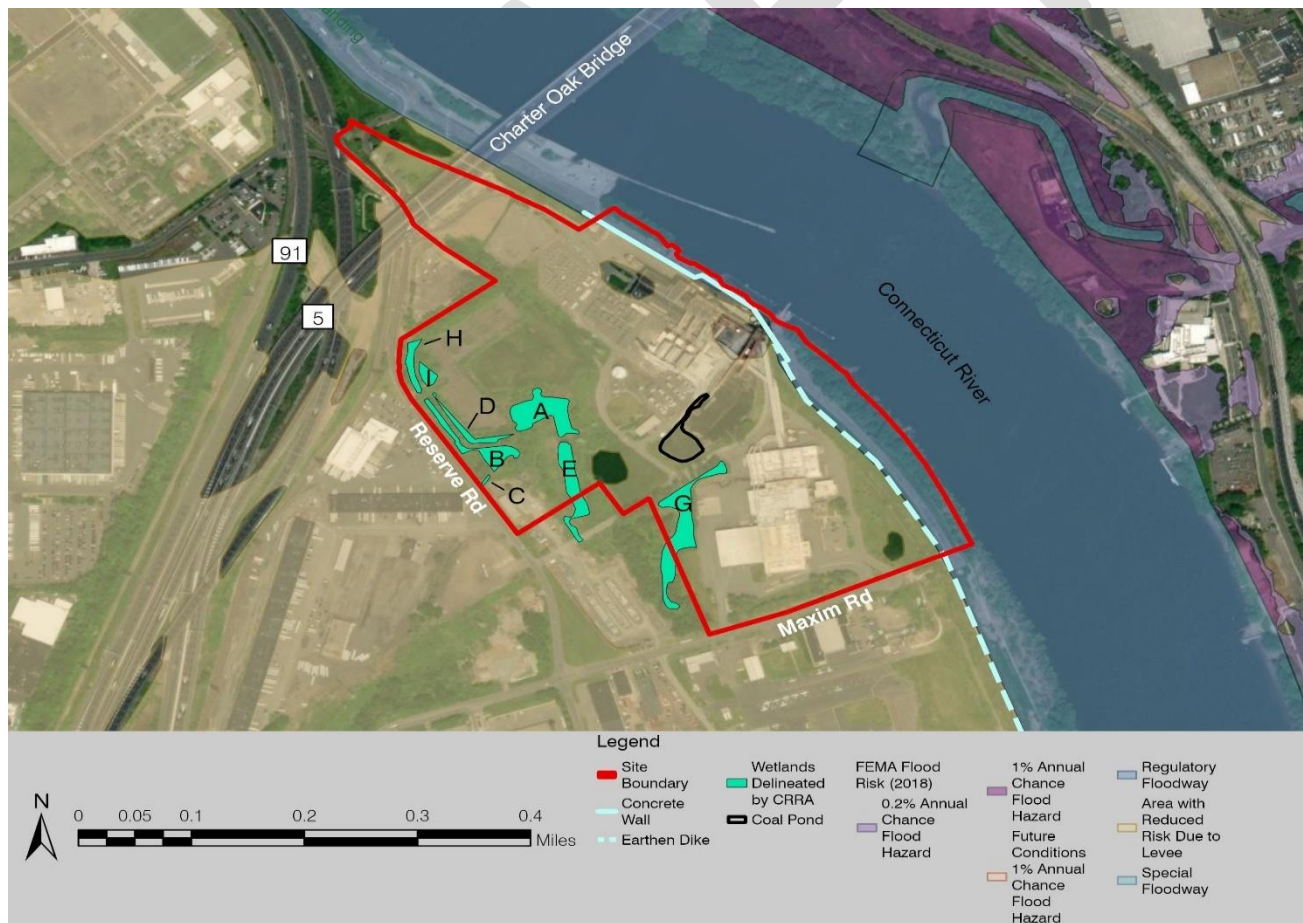 anding
Charter Oak Bridge
91
5
Connecticut River
H
I
D
A
B
E
C
G
Reserve Rd
Maxim Rd
N
0 0.05 0.1 0.2 0.3 0.4
Miles
Legend
Site
Boundary
Concrete
Wall
Earthen Dike
Wetlands
Delineated
by CRRA
Coal Pond
FEMA Flood
Risk (2018)
0.2% Annual
Chance
Flood
Hazard
1% Annual
Chance
Flood
Hazard
Future
Conditions
1% Annual
Chance
Flood
Hazard
Regulatory
Floodway
Area with
Reduced
Risk Due to
Levee
Special
Floodway